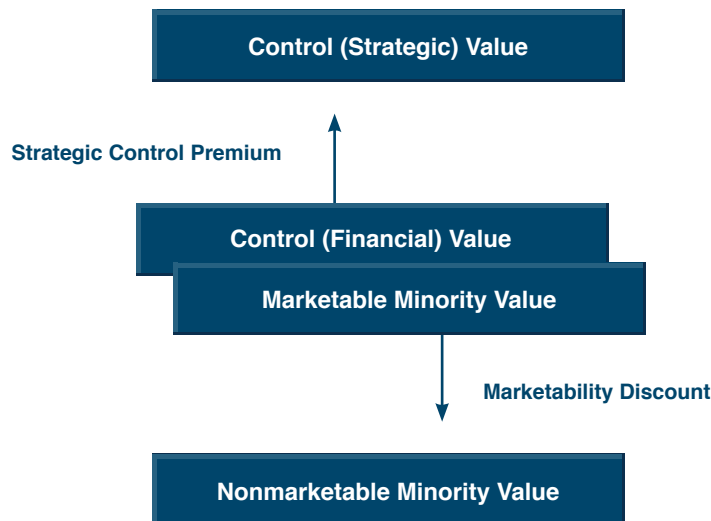 Control (Strategic) Value
Strategic Control Premium
Control (Financial) Value
Marketable Minority Value
Marketability Discount
Nonmarketable Minority Value